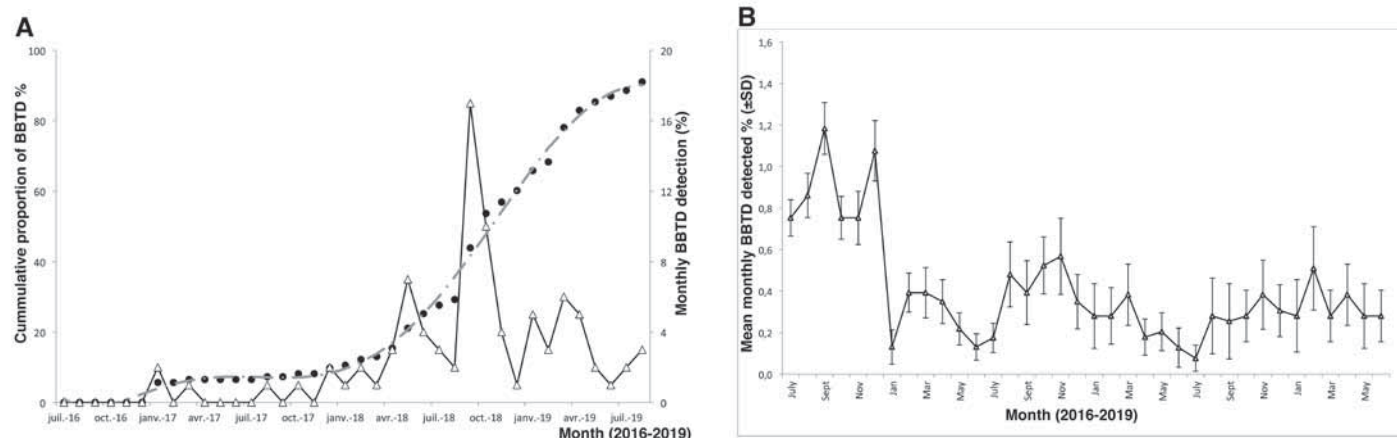 A
Cummulative proportion of BBTD %
100
80
60
40
20
0
20
16
12
8
4
0
Monthly BBTD detection (%)
juil.-16 oct.-16 janv.-17 avr.-17 juil.-17 oct.-17 janv.-18 avr.-18 juil.-18 oct.-18 janv.-19 avr.-19 juil.-19
Month (2016-2019)
B
Mean monthly BBTD detected % (±SD)
1,6
1,4
1,2
1,0
0,8
0,6
0,4
0,2
0,0
July Sept Nov Jan Mar May July Sept Nov Jan Mar May July Sept Nov Jan Mar May
Month (2016-2019)